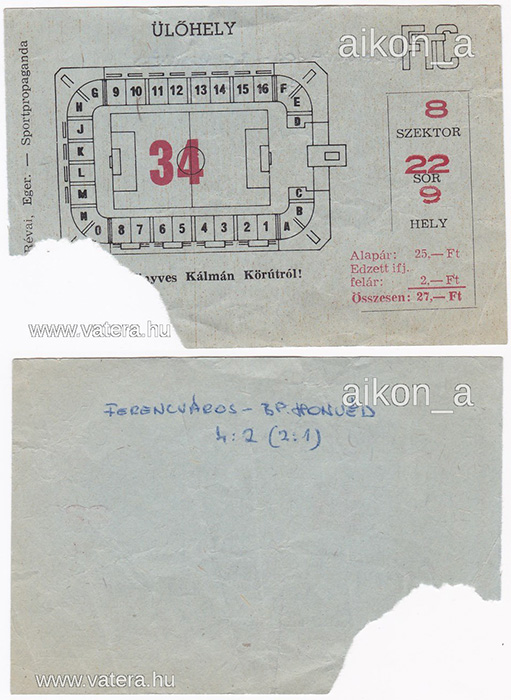 ÜLŐHELY
aikon_a
FTC
évai, Eger. — Sportpropaganda
G 9 10 11 12 13 14 15 16 F
H E
J D
K
L
M C
N B
O 8 7 6 5 4 3 2 1 A
34
8
SZEKTOR
22
SOR
9
HELY
Alapár: 25,—Ft
Edzett ifj.
felár: 2,—Ft
Összesen: 27,—Ft
Kálmán Körútról!
www.vatera.hu
aikon_a
FERENCVÁROS – BP. HONVÉD
4:2 (2:1)
www.vatera.hu